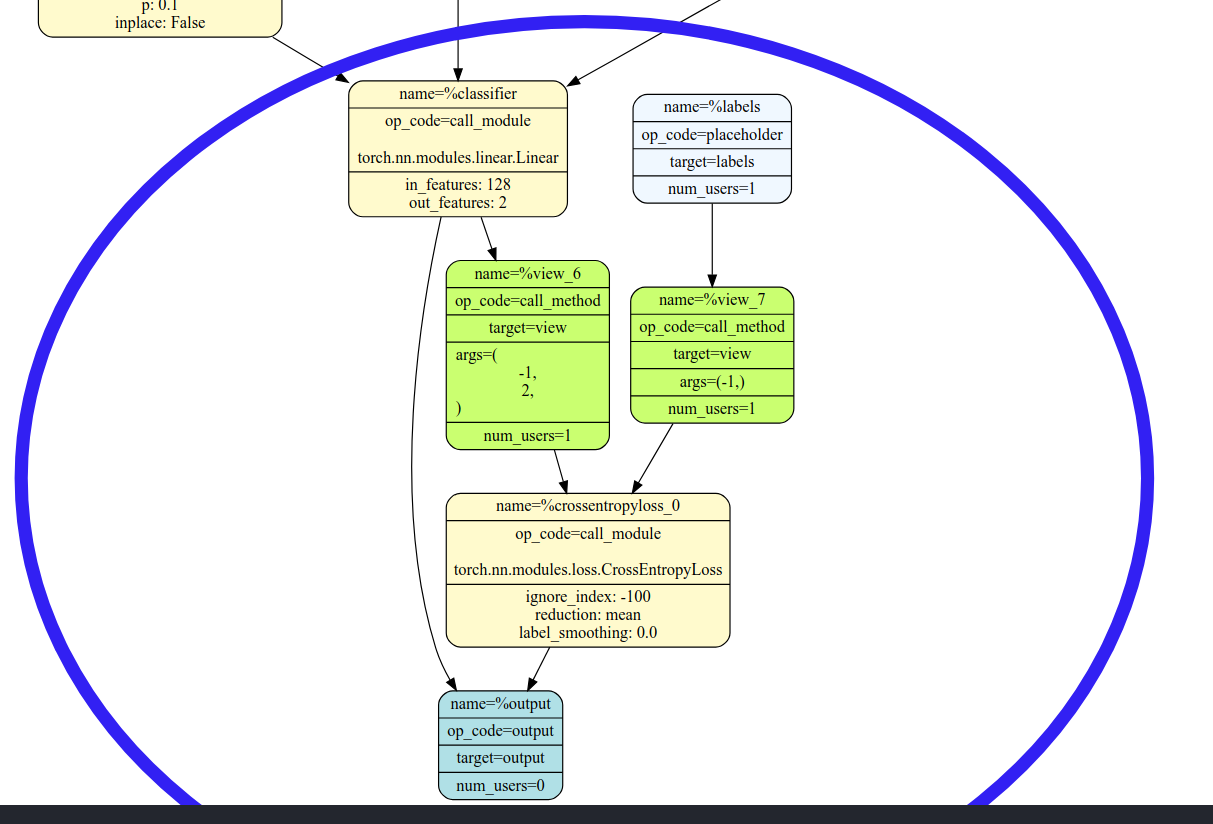 p: 0.1
inplace: False
name=%classifier
op_code=call_module
torch.nn.modules.linear.Linear
in_features: 128
out_features: 2
name=%labels
op_code=placeholder
target=labels
num_users=1
name=%view_6
op_code=call_method
target=view
args=(
-1,
2,
)
num_users=1
name=%view_7
op_code=call_method
target=view
args=(-1,)
num_users=1
name=%crossentropyloss_0
op_code=call_module
torch.nn.modules.loss.CrossEntropyLoss
ignore_index: -100
reduction: mean
label_smoothing: 0.0
name=%output
op_code=output
target=output
num_users=0